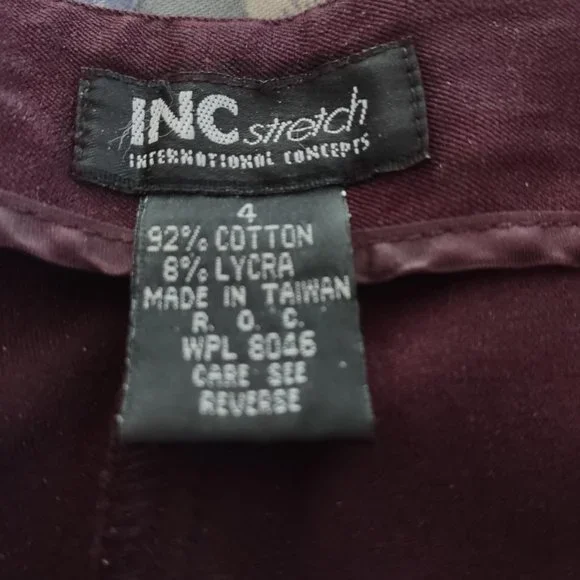 INC stretch
INTERNATIONAL CONCEPTS
4
92% COTTON
8% LYCRA
MADE IN TAIWAN
R. O. C.
WPL 8046
CARE SEE
REVERSE